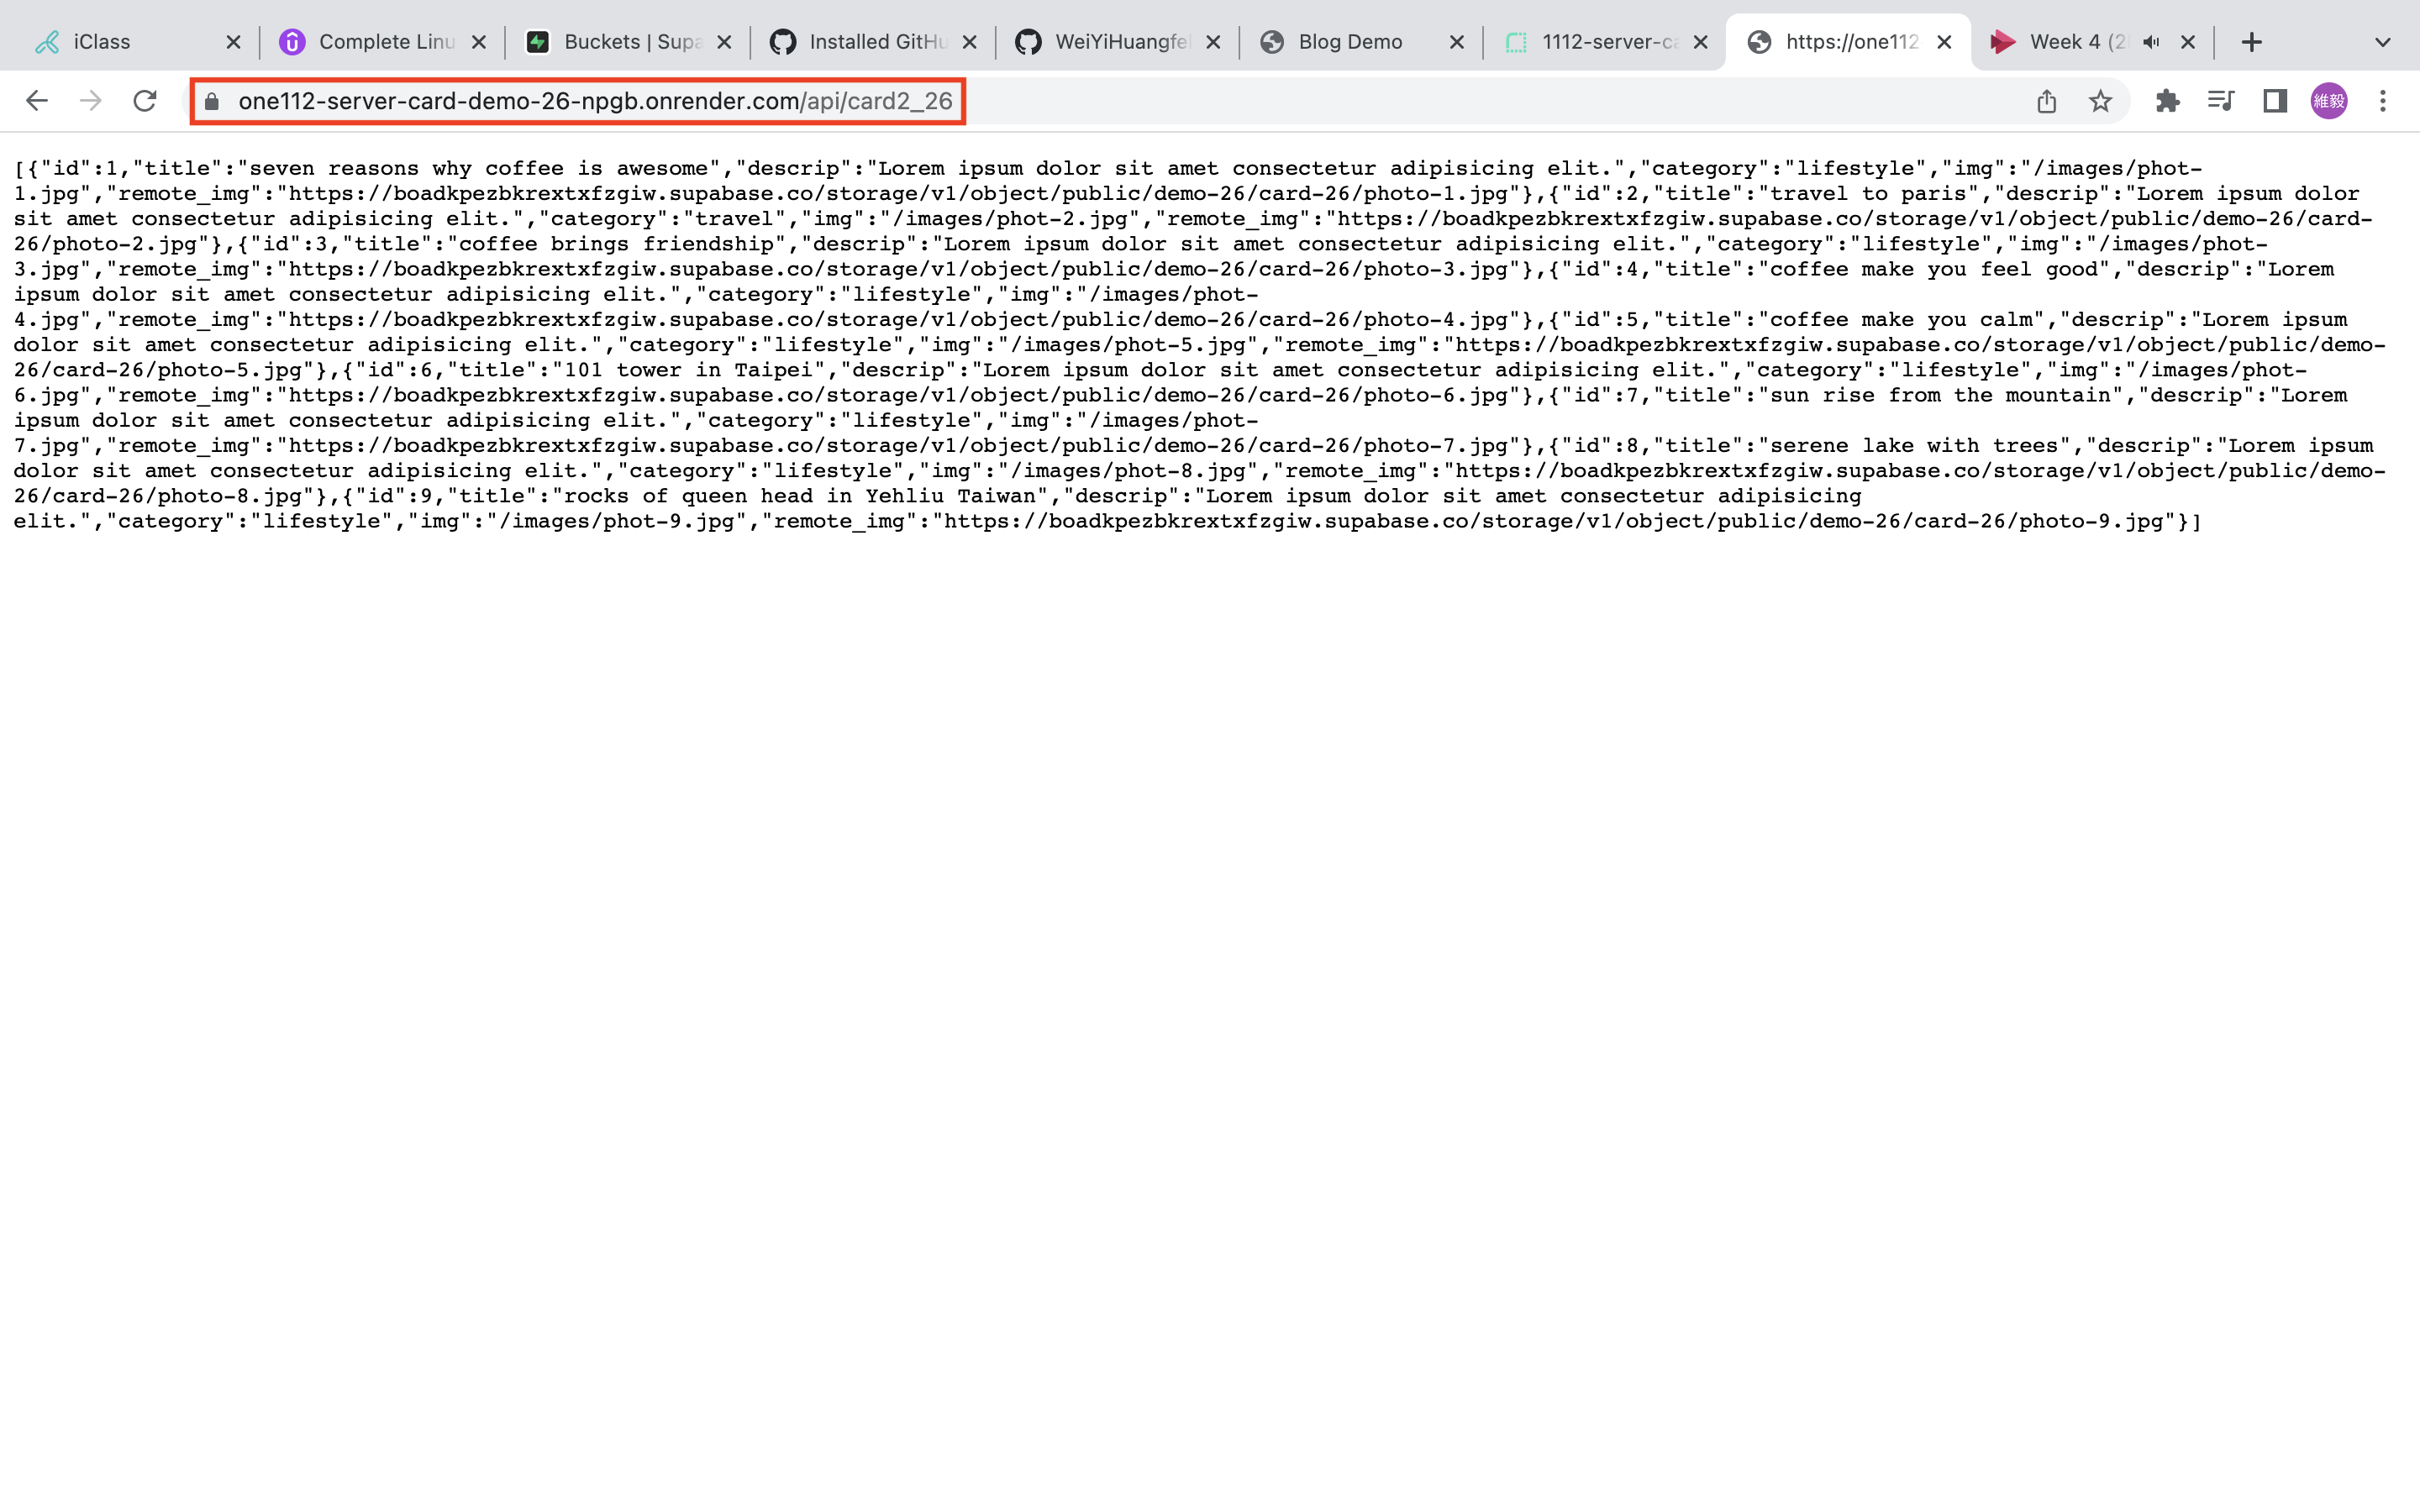 iClass
Complete Linu
Buckets | Supa
Installed GitHu
WeiYiHuangfe
Blog Demo
1112-server-ca
https://one112
Week 4 (2
one112-server-card-demo-26-npgb.onrender.com/api/card2_26
維毅
[{"id":1,"title":"seven reasons why coffee is awesome","descrip":"Lorem ipsum dolor sit amet consectetur adipisicing elit.","category":"lifestyle","img":"/images/phot-
1.jpg","remote_img":"https://boadkpezbkrextxfzgiw.supabase.co/storage/v1/object/public/demo-26/card-26/photo-1.jpg"},{"id":2,"title":"travel to paris","descrip":"Lorem ipsum dolor
sit amet consectetur adipisicing elit.","category":"travel","img":"/images/phot-2.jpg","remote_img":"https://boadkpezbkrextxfzgiw.supabase.co/storage/v1/object/public/demo-26/card-
26/photo-2.jpg"},{"id":3,"title":"coffee brings friendship","descrip":"Lorem ipsum dolor sit amet consectetur adipisicing elit.","category":"lifestyle","img":"/images/phot-
3.jpg","remote_img":"https://boadkpezbkrextxfzgiw.supabase.co/storage/v1/object/public/demo-26/card-26/photo-3.jpg"},{"id":4,"title":"coffee make you feel good","descrip":"Lorem
ipsum dolor sit amet consectetur adipisicing elit.","category":"lifestyle","img":"/images/phot-
4.jpg","remote_img":"https://boadkpezbkrextxfzgiw.supabase.co/storage/v1/object/public/demo-26/card-26/photo-4.jpg"},{"id":5,"title":"coffee make you calm","descrip":"Lorem ipsum
dolor sit amet consectetur adipisicing elit.","category":"lifestyle","img":"/images/phot-5.jpg","remote_img":"https://boadkpezbkrextxfzgiw.supabase.co/storage/v1/object/public/demo-
26/card-26/photo-5.jpg"},{"id":6,"title":"101 tower in Taipei","descrip":"Lorem ipsum dolor sit amet consectetur adipisicing elit.","category":"lifestyle","img":"/images/phot-
6.jpg","remote_img":"https://boadkpezbkrextxfzgiw.supabase.co/storage/v1/object/public/demo-26/card-26/photo-6.jpg"},{"id":7,"title":"sun rise from the mountain","descrip":"Lorem
ipsum dolor sit amet consectetur adipisicing elit.","category":"lifestyle","img":"/images/phot-
7.jpg","remote_img":"https://boadkpezbkrextxfzgiw.supabase.co/storage/v1/object/public/demo-26/card-26/photo-7.jpg"},{"id":8,"title":"serene lake with trees","descrip":"Lorem ipsum
dolor sit amet consectetur adipisicing elit.","category":"lifestyle","img":"/images/phot-8.jpg","remote_img":"https://boadkpezbkrextxfzgiw.supabase.co/storage/v1/object/public/demo-
26/card-26/photo-8.jpg"},{"id":9,"title":"rocks of queen head in Yehliu Taiwan","descrip":"Lorem ipsum dolor sit amet consectetur adipisicing
elit.","category":"lifestyle","img":"/images/phot-9.jpg","remote_img":"https://boadkpezbkrextxfzgiw.supabase.co/storage/v1/object/public/demo-26/card-26/photo-9.jpg"}]